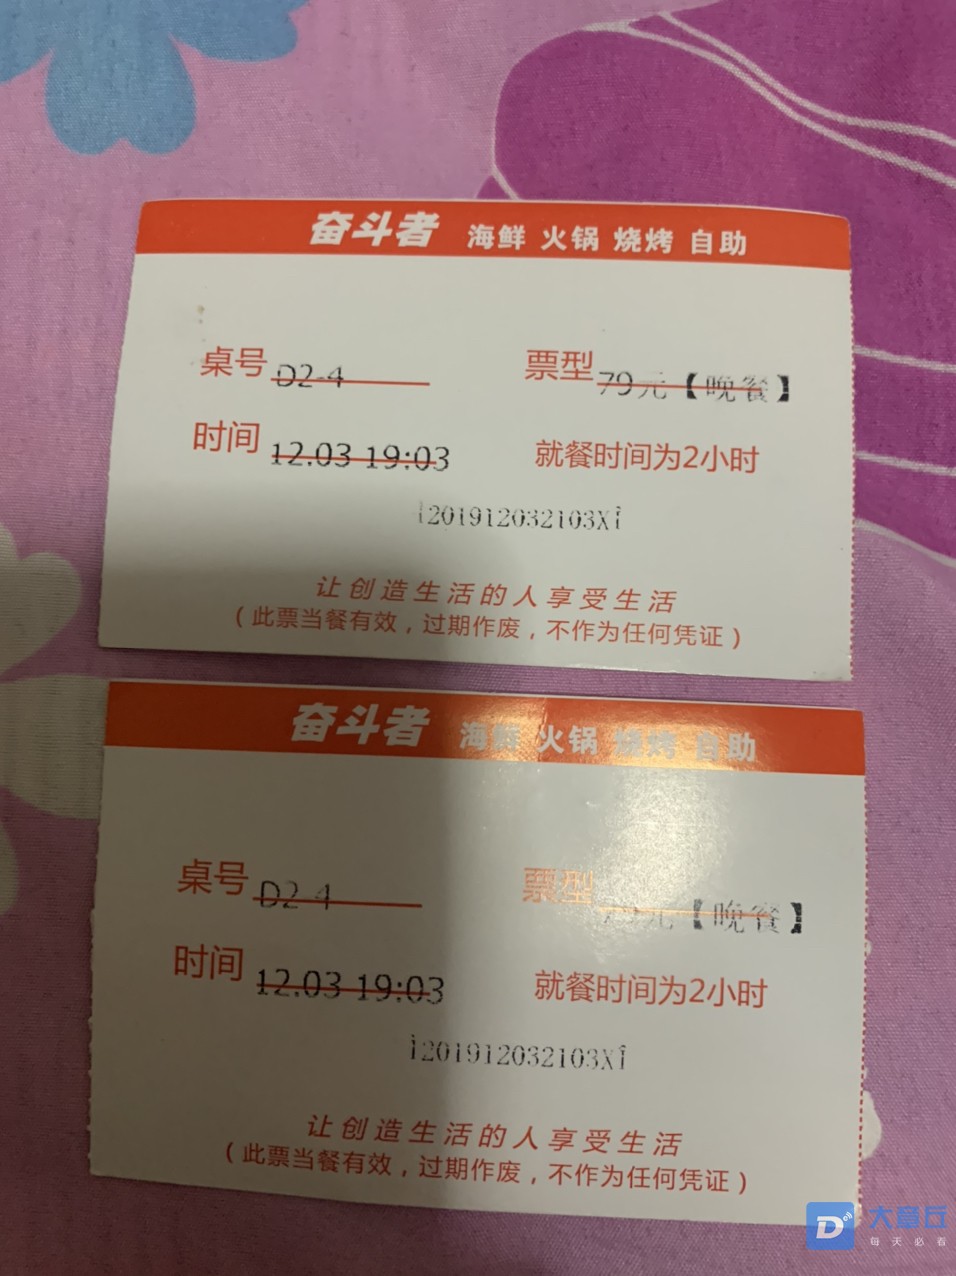 奋斗者 海鲜 火锅 烧烤 自助
桌号 D2-4 票型 79元【晚餐】
时间 12.03 19:03 就餐时间为2小时
201912032103X
让创造生活的人享受生活
（此票当餐有效，过期作废，不作为任何凭证）
奋斗者 海鲜 火锅 烧烤 自助
桌号 D2-4 票型 元【晚餐】
时间 12.03 19:03 就餐时间为2小时
201912032103X
让创造生活的人享受生活
（此票当餐有效，过期作废，不作为任何凭证）
大章丘
每天必看